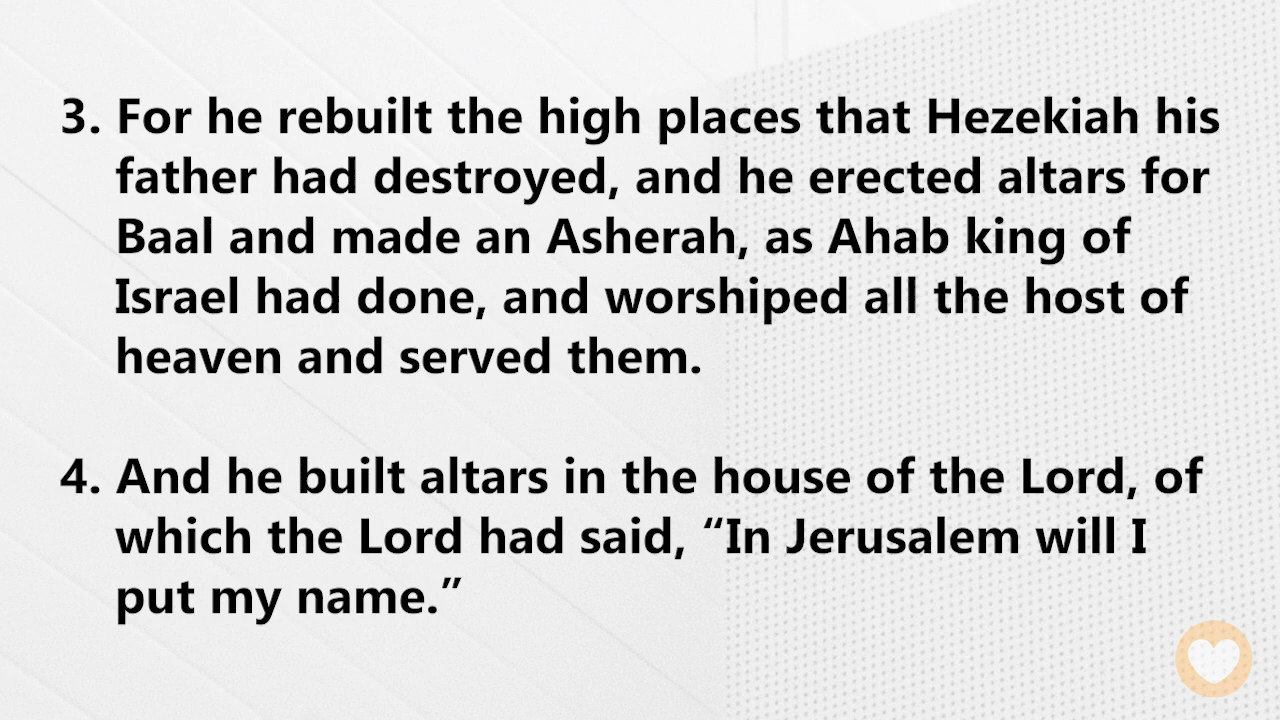 3. For he rebuilt the high places that Hezekiah his
father had destroyed, and he erected altars for
Baal and made an Asherah, as Ahab king of
Israel had done, and worshiped all the host of
heaven and served them.
4. And he built altars in the house of the Lord, of
which the Lord had said, “In Jerusalem will I
put my name.”